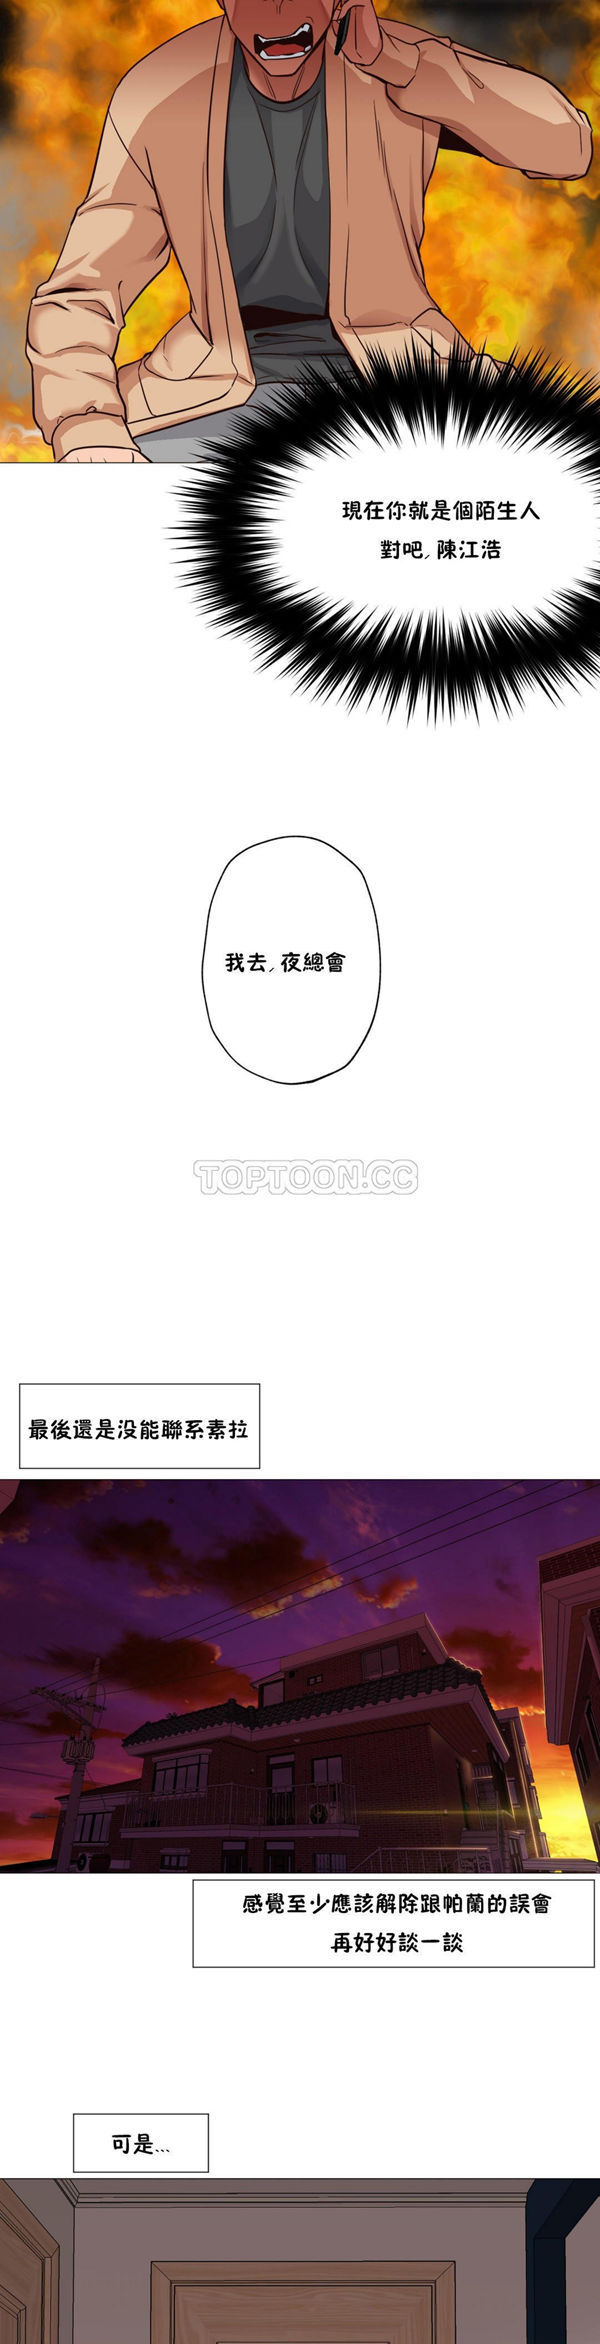 現在你就是個陌生人
對吧, 陳江浩
我去, 夜總會
TOPTOON.CC
最後還是没能聯系素拉
感覺至少應該解除跟帕蘭的誤會
再好好談一談
可是...